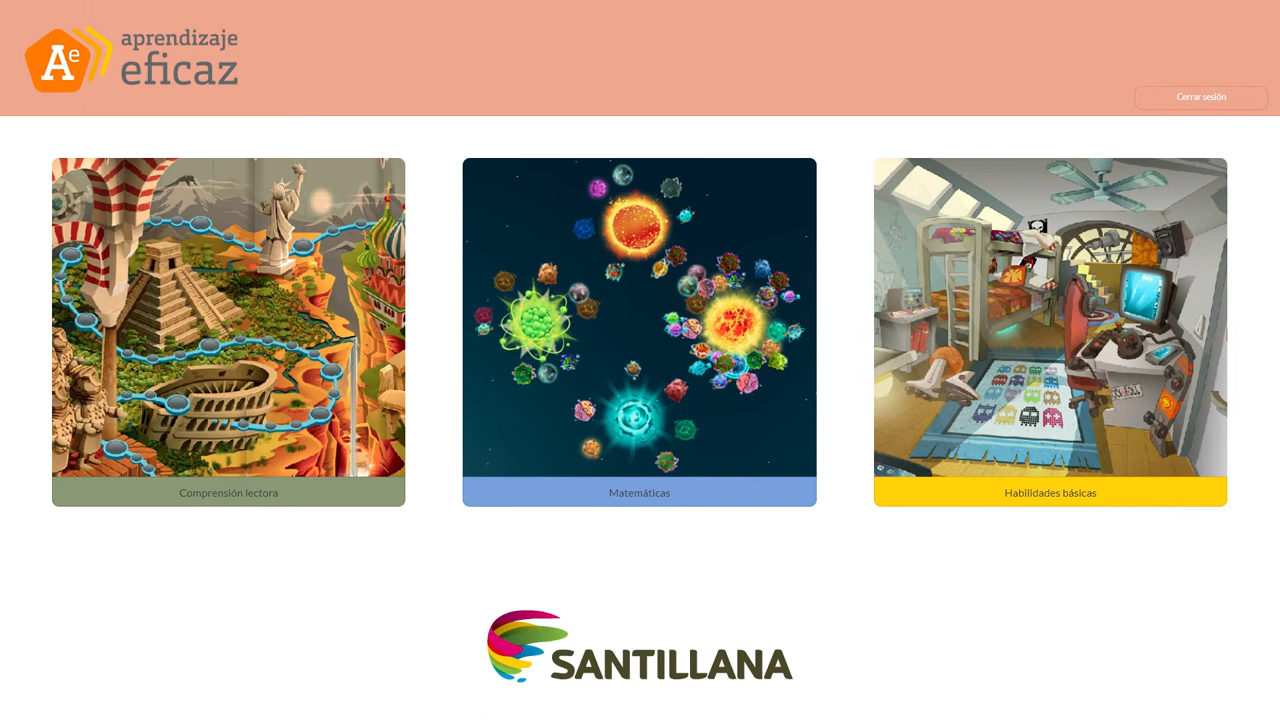 Ae
aprendizaje
eficaz
Cerrar sesión
Comprensión lectora
Matemáticas
Habilidades básicas
SANTILLANA